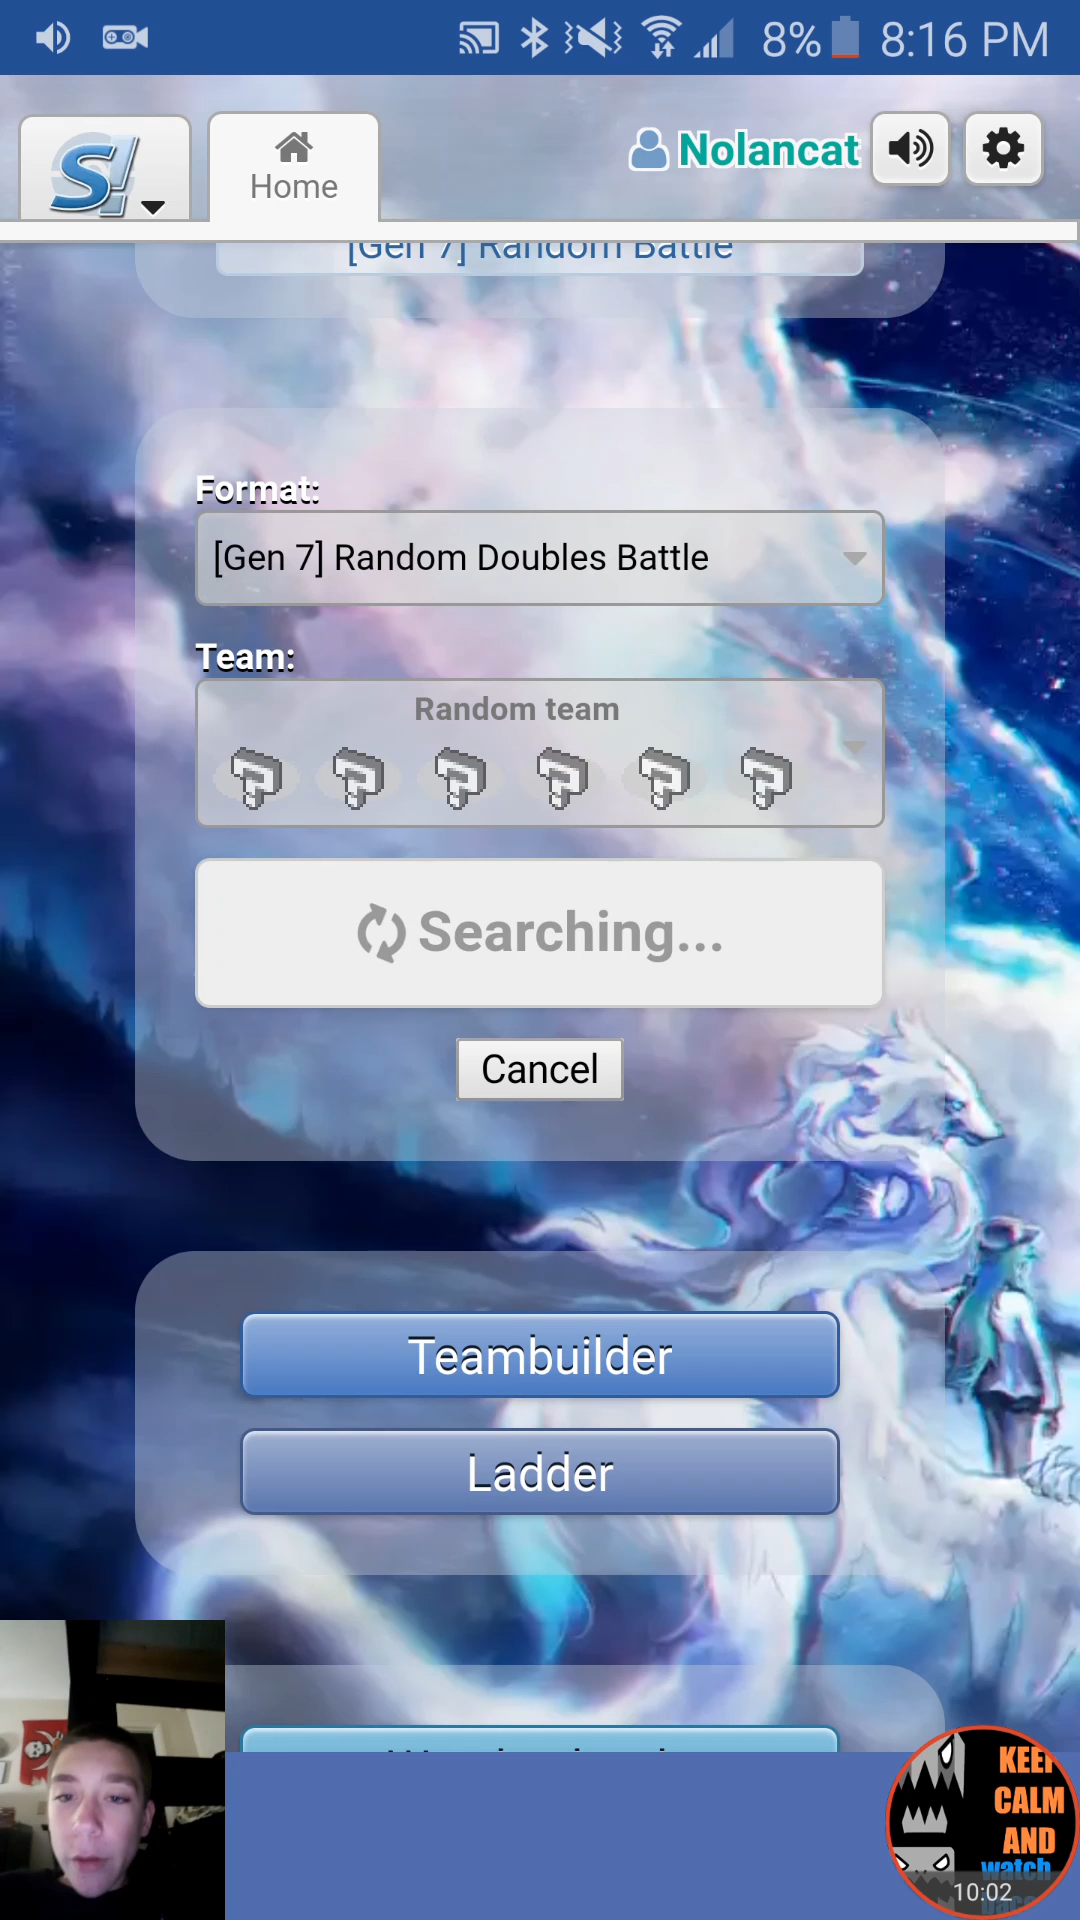 8% 8:16 PM
S!
Home
Nolancat
[Gen 7] Random Battle
Format:
[Gen 7] Random Doubles Battle
Team:
Random team
Searching...
Cancel
Teambuilder
Ladder
KEEP
CALM
AND
watch
10:02